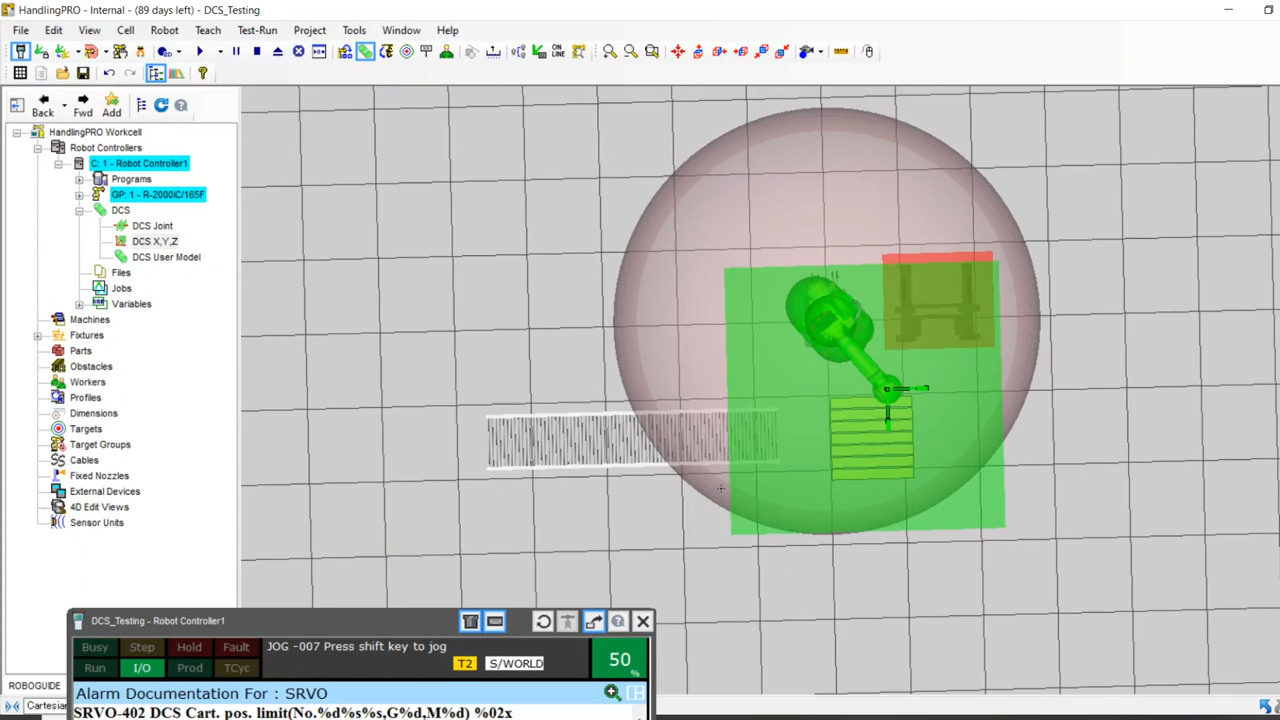 HandlingPRO - Internal - (89 days left) - DCS_Testing
File Edit View Cell Robot Teach Test-Run Project Tools Window Help
ON LINE
Back Fwd Add
HandlingPRO Workcell
Robot Controllers
C: 1 - Robot Controller1
Programs
GP: 1 - R-2000iC/165F
DCS
DCS Joint
DCS X,Y,Z
DCS User Model
Files
Jobs
Variables
Machines
Fixtures
Parts
Obstacles
Workers
Profiles
Dimensions
Targets
Target Groups
Cables
Fixed Nozzles
External Devices
4D Edit Views
Sensor Units
ROBOGUIDE
Cartesian
DCS_Testing - Robot Controller1
Busy Step Hold Fault JOG -007 Press shift key to jog
Run I/O Prod TCyc T2 S/WORLD 50 %
Alarm Documentation For : SRVO
SRVO-402 DCS Cart. pos. limit(No.%d%s%s,G%d,M%d) %02x